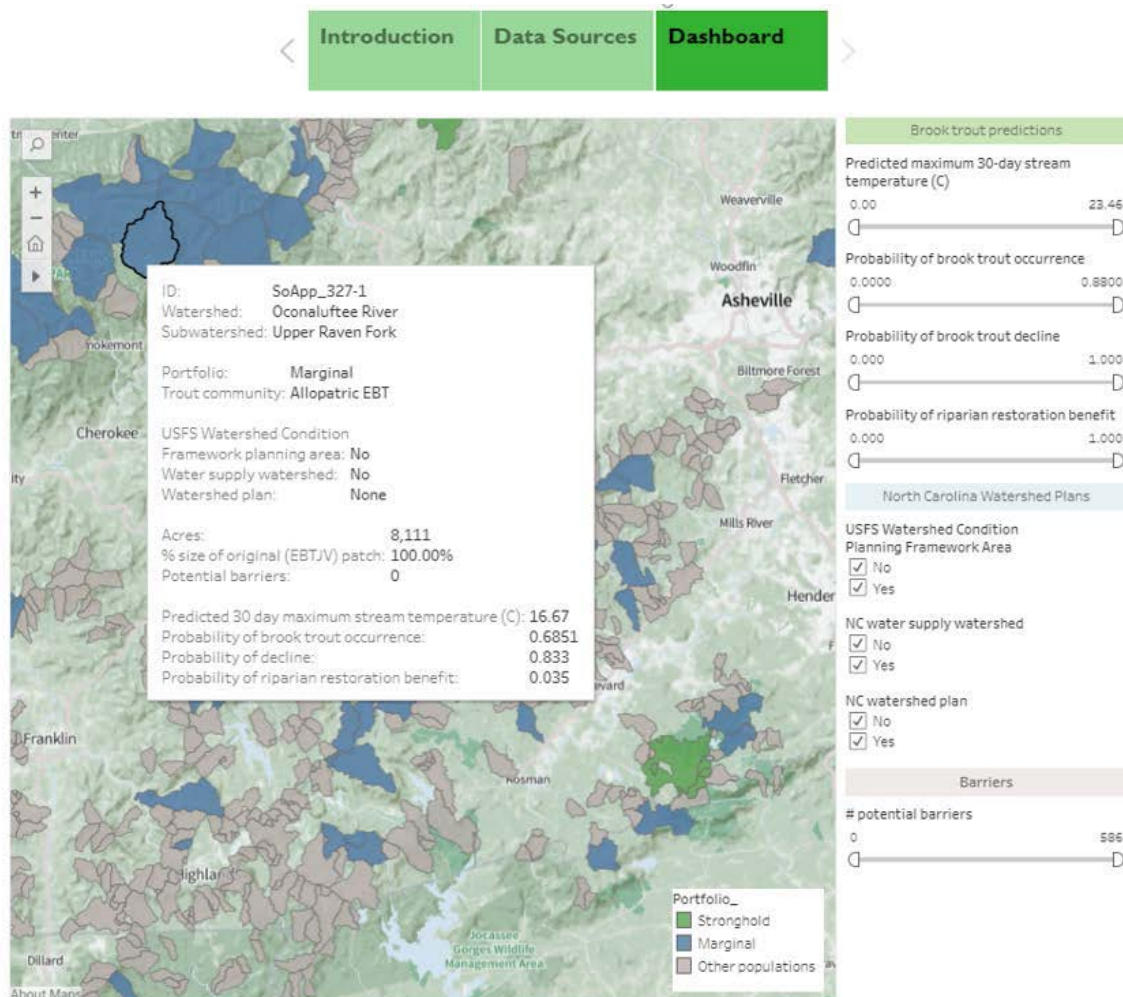 Introduction
Data Sources
Dashboard
enter
Weaverville
Woodfin
Asheville
Biltmore Forest
mokemont
Cherokee
ity
Fletcher
Mills River
Hender
evard
Franklin
Rosman
Highlan
Jocassee
Gorges Wildlife
Management Area
Dillard
About Maps
ID: SoApp_327-1
Watershed: Oconaluftee River
Subwatershed: Upper Raven Fork
Portfolio: Marginal
Trout community: Allopatric EBT
USFS Watershed Condition
Framework planning area: No
Water supply watershed: No
Watershed plan: None
Acres: 8,111
% size of original (EBTJV) patch: 100.00%
Potential barriers: 0
Predicted 30 day maximum stream temperature (C): 16.67
Probability of brook trout occurrence: 0.6851
Probability of decline: 0.833
Probability of riparian restoration benefit: 0.035
Portfolio_
Stronghold
Marginal
Other populations
Brook trout predictions
Predicted maximum 30-day stream
temperature (C)
0.00 23.46
Probability of brook trout occurrence
0.0000 0.8800
Probability of brook trout decline
0.000 1.000
Probability of riparian restoration benefit
0.000 1.000
North Carolina Watershed Plans
USFS Watershed Condition
Planning Framework Area
No
Yes
NC water supply watershed
No
Yes
NC watershed plan
No
Yes
Barriers
# potential barriers
0 586